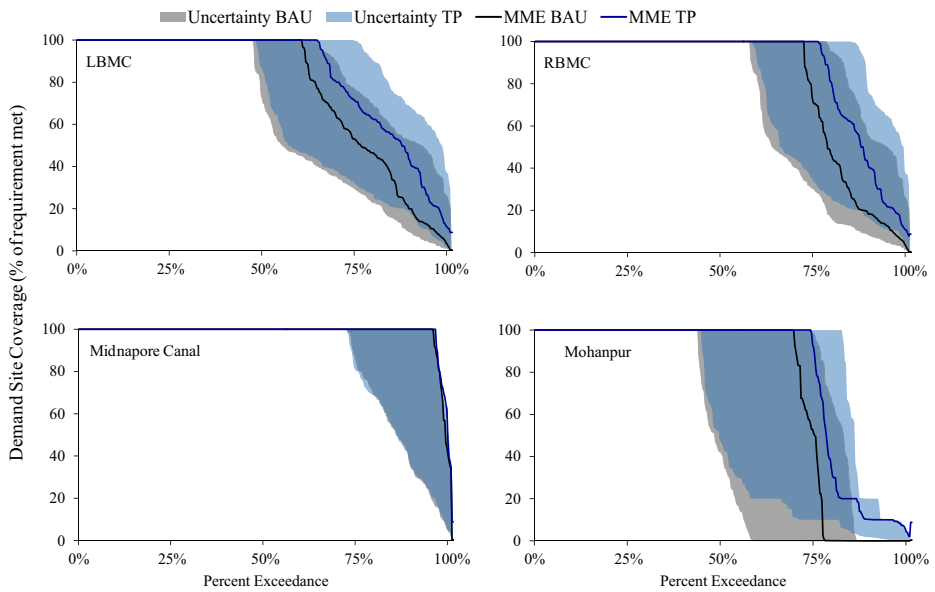 Uncertainty BAU Uncertainty TP MME BAU MME TP
Demand Site Coverage (% of requirement met)
100
80
60
40
20
0
LBMC
0% 25% 50% 75% 100%
100
80
60
40
20
0
RBMC
0% 25% 50% 75% 100%
100
80
60
40
20
0
Midnapore Canal
0% 25% 50% 75% 100%
Percent Exceedance
100
80
60
40
20
0
Mohanpur
0% 25% 50% 75% 100%
Percent Exceedance